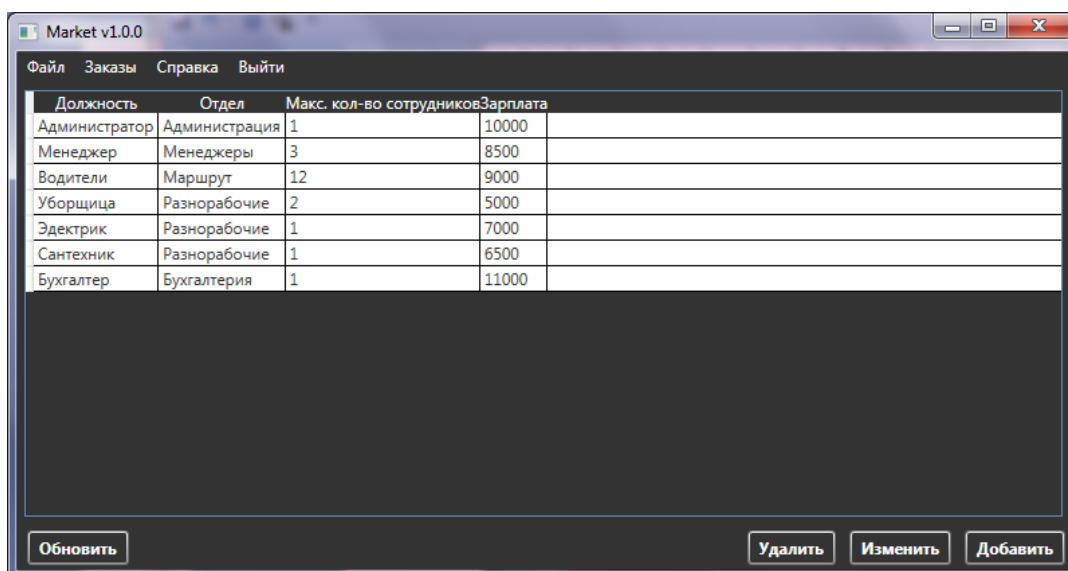 Market v1.0.0
Файл Заказы Справка Выйти
Должность Отдел Макс. кол-во сотрудников Зарплата
Администратор Администрация 1 10000
Менеджер Менеджеры 3 8500
Водители Маршрут 12 9000
Уборщица Разнорабочие 2 5000
Эдектрик Разнорабочие 1 7000
Сантехник Разнорабочие 1 6500
Бухгалтер Бухгалтерия 1 11000
Обновить Удалить Изменить Добавить